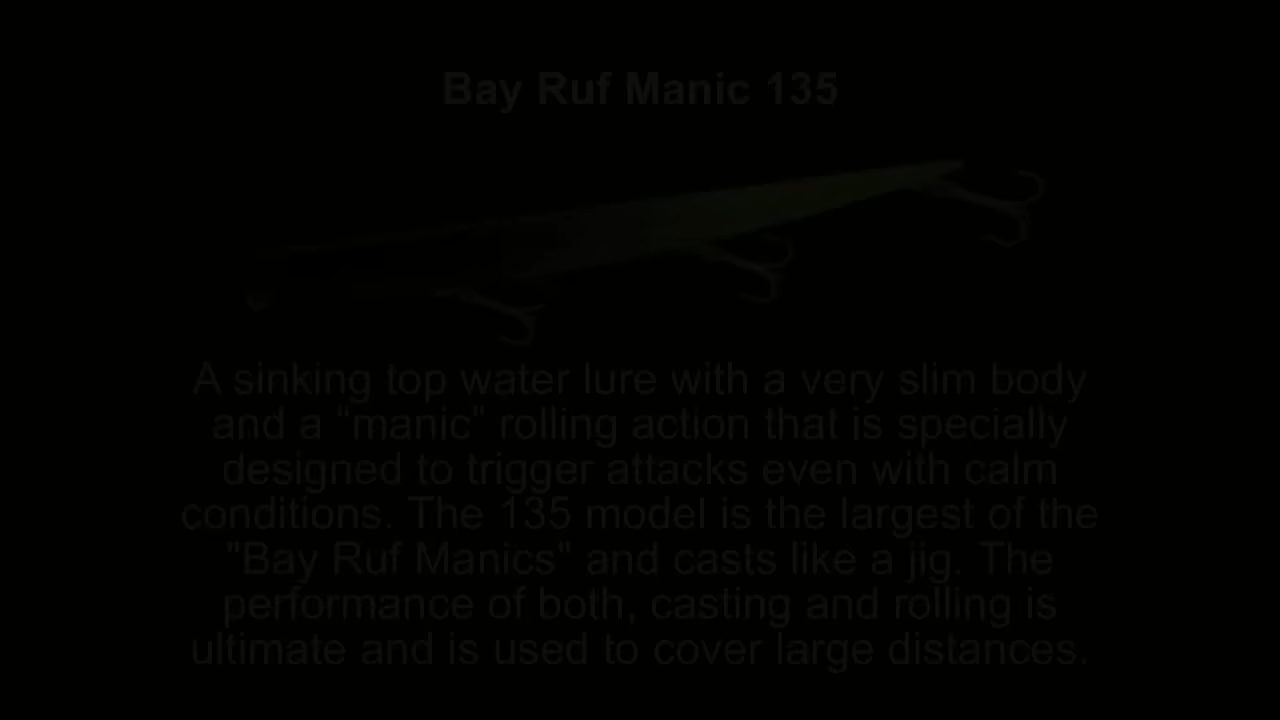 Bay Ruf Manic 135
A sinking top water lure with a very slim body
and a "manic" rolling action that is specially
designed to trigger attacks even with calm
conditions. The 135 model is the largest of the
"Bay Ruf Manics" and casts like a jig. The
performance of both, casting and rolling is
ultimate and is used to cover large distances.